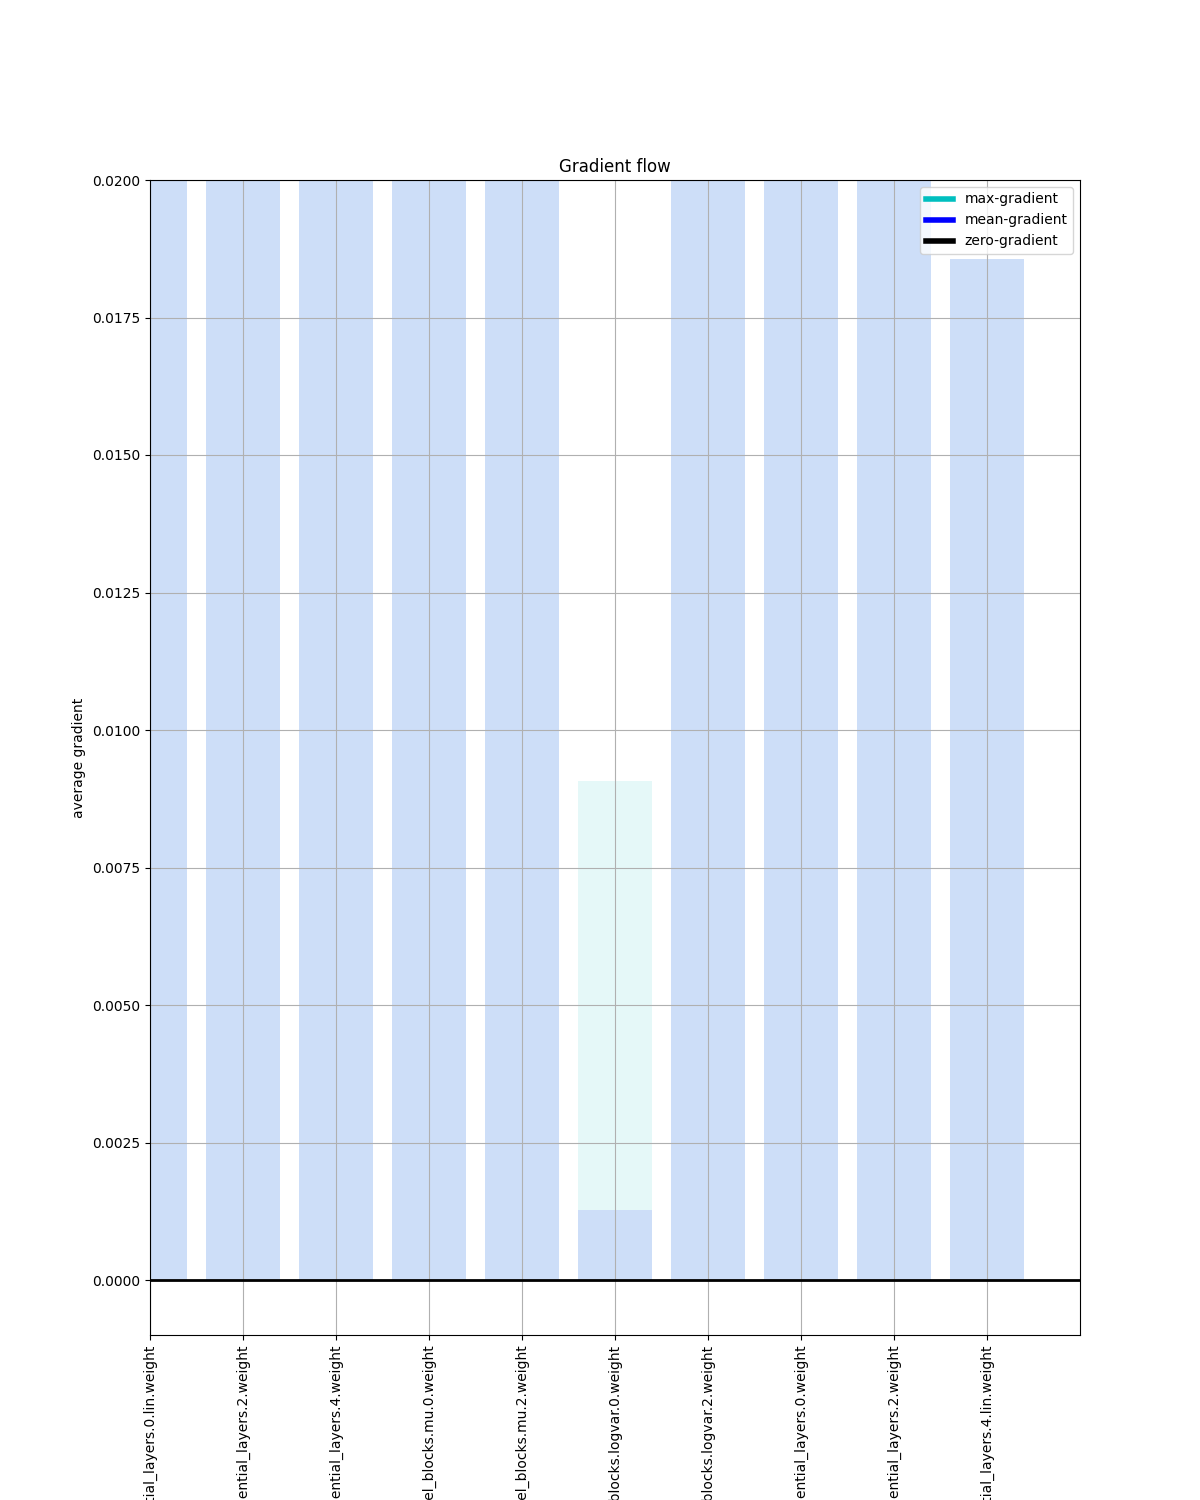 Gradient flow
max-gradient
mean-gradient
zero-gradient
0.0200
0.0175
0.0150
0.0125
0.0100
0.0075
0.0050
0.0025
0.0000
average gradient
tial_layers.0.lin.weight
ential_layers.2.weight
ential_layers.4.weight
el_blocks.mu.0.weight
el_blocks.mu.2.weight
blocks.logvar.0.weight
blocks.logvar.2.weight
ential_layers.0.weight
ential_layers.2.weight
tial_layers.4.lin.weight